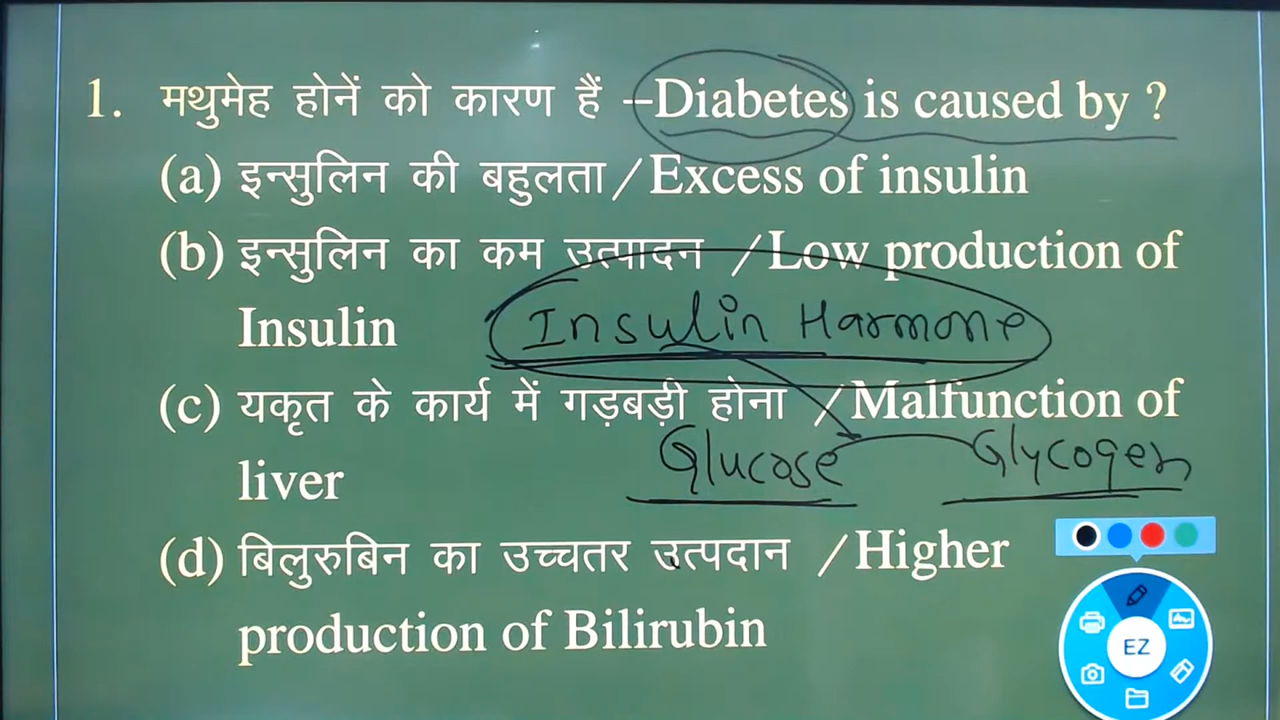 1. मथुमेह होनें को कारण हैं –Diabetes is caused by ?
(a) इन्सुलिन की बहुलता/Excess of insulin
(b) इन्सुलिन का कम उत्पादन /Low production of
Insulin
Insulin Harmone
(c) यकृत के कार्य में गड़बड़ी होना /Malfunction of
liver
Glucose Glycogen
(d) बिलुरुबिन का उच्चतर उत्पदान /Higher
production of Bilirubin
EZ